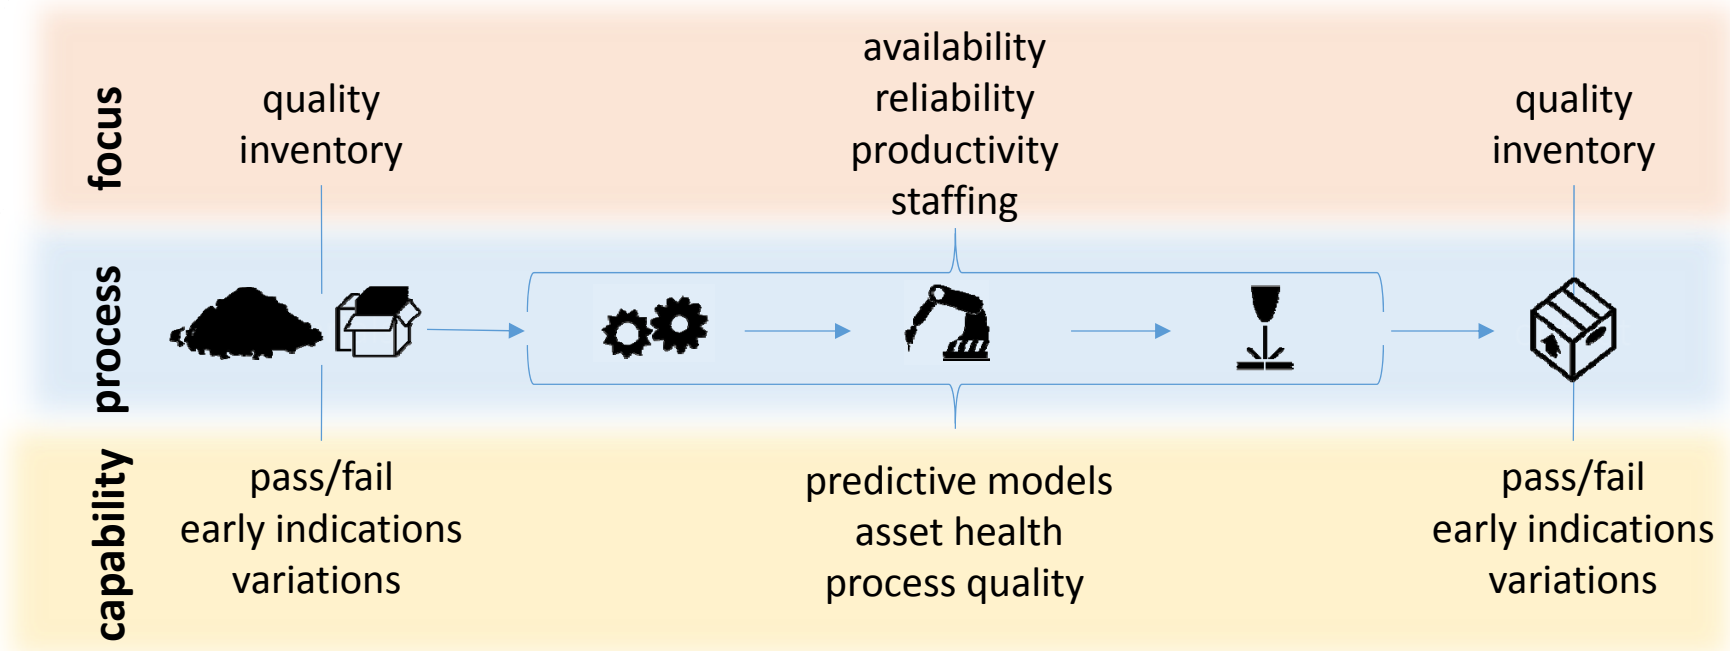 focus
quality
inventory
availability
reliability
productivity
staffing
quality
inventory
process
capability
pass/fail
early indications
variations
predictive models
asset health
process quality
pass/fail
early indications
variations